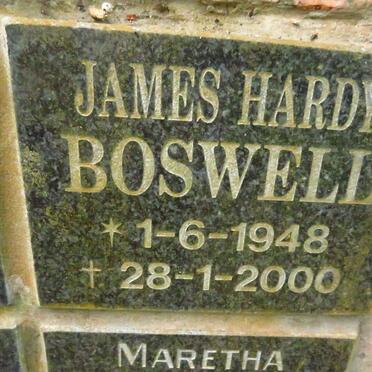 JAMES HARDY
BOSWELL
* 1-6-1948
† 28-1-2000
MARETHA